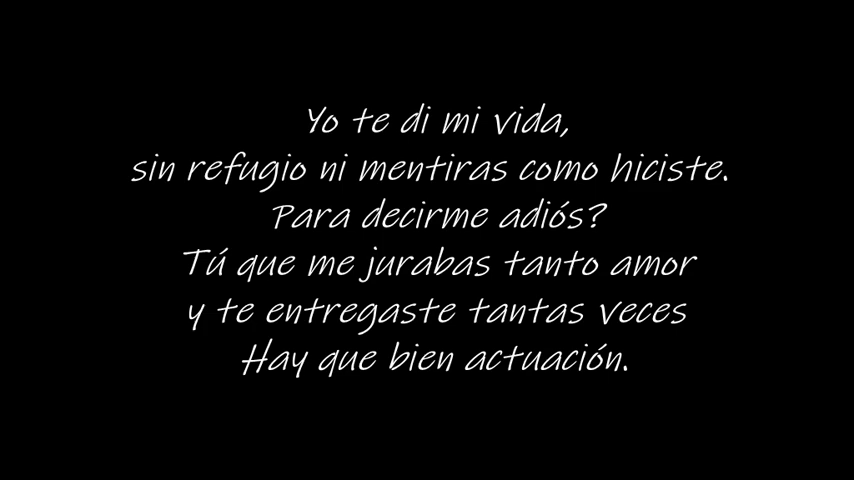 Yo te di mi vida,
sin refugio ni mentiras como hiciste.
Para decirme adiós?
Tú que me jurabas tanto amor
y te entregaste tantas veces
Hay que bien actuación.